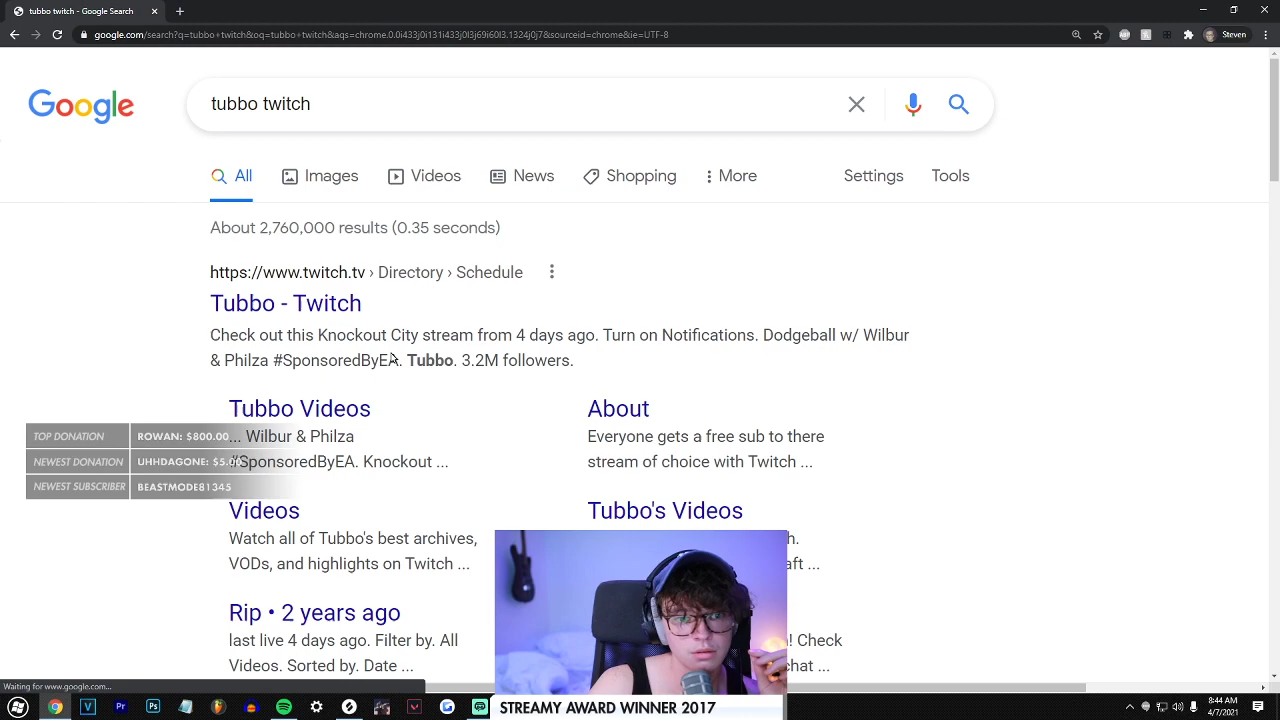 tubbo twitch - Google Search
google.com/search?q=tubbo+twitch&oq=tubbo+twitch&aqs=chrome.0.0i433j0i131i433j0l3j69i60l3.1324j0j7&sourceid=chrome&ie=UTF-8
Steven
Google
tubbo twitch
All
Images
Videos
News
Shopping
More
Settings
Tools
About 2,760,000 results (0.35 seconds)
https://www.twitch.tv › Directory › Schedule
Tubbo - Twitch
Check out this Knockout City stream from 4 days ago. Turn on Notifications. Dodgeball w/ Wilbur
& Philza #SponsoredByEA. Tubbo. 3.2M followers.
Tubbo Videos
... Wilbur & Philza
#SponsoredByEA. Knockout ...
About
Everyone gets a free sub to there
stream of choice with Twitch ...
TOP DONATION ROWAN: $800.00
NEWEST DONATION UHHDAGONE: $5.00
NEWEST SUBSCRIBER BEASTMODE81345
Videos
Watch all of Tubbo's best archives,
VODs, and highlights on Twitch ...
Tubbo's Videos
h.
aft ...
Rip • 2 years ago
last live 4 days ago. Filter by. All
Videos. Sorted by. Date ...
! Check
chat ...
Waiting for www.google.com...
STREAMY AWARD WINNER 2017
8:44 AM
4/7/2021